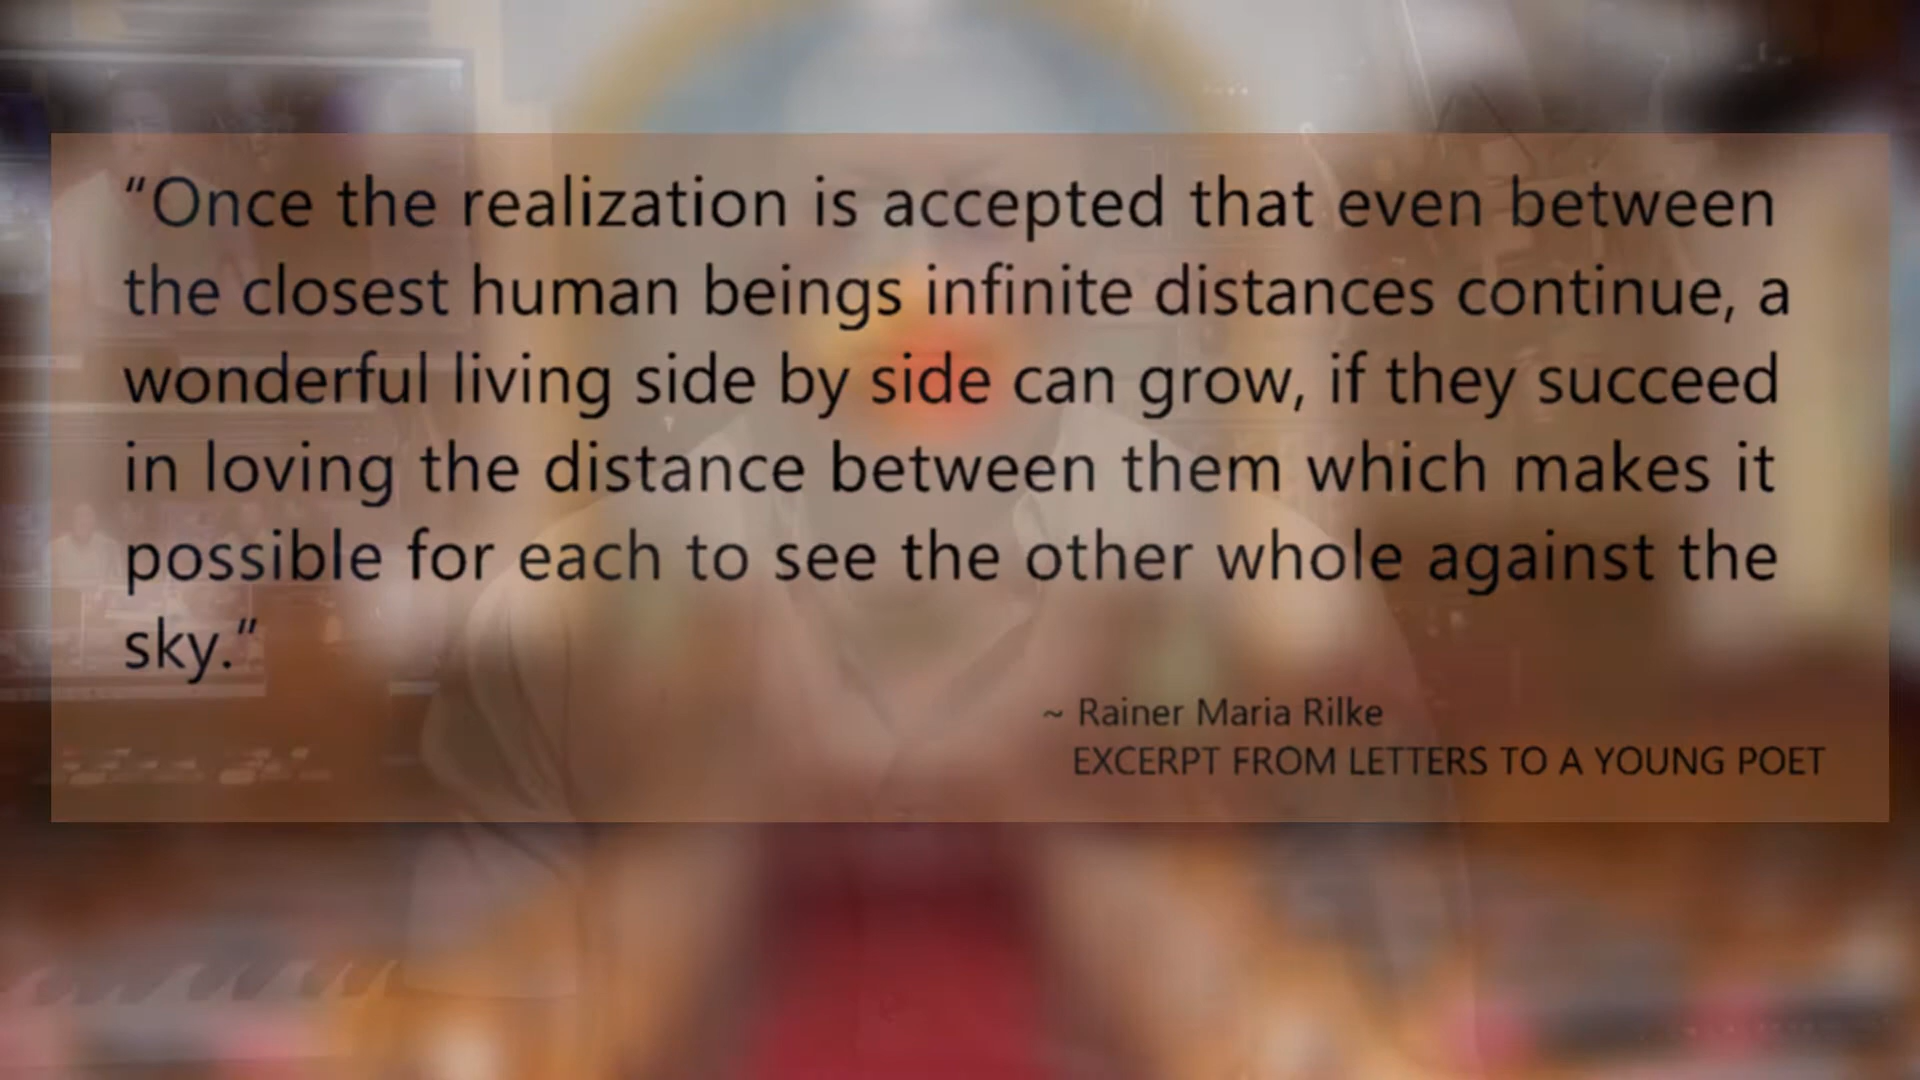 “Once the realization is accepted that even between
the closest human beings infinite distances continue, a
wonderful living side by side can grow, if they succeed
in loving the distance between them which makes it
possible for each to see the other whole against the
sky.”
~ Rainer Maria Rilke
EXCERPT FROM LETTERS TO A YOUNG POET